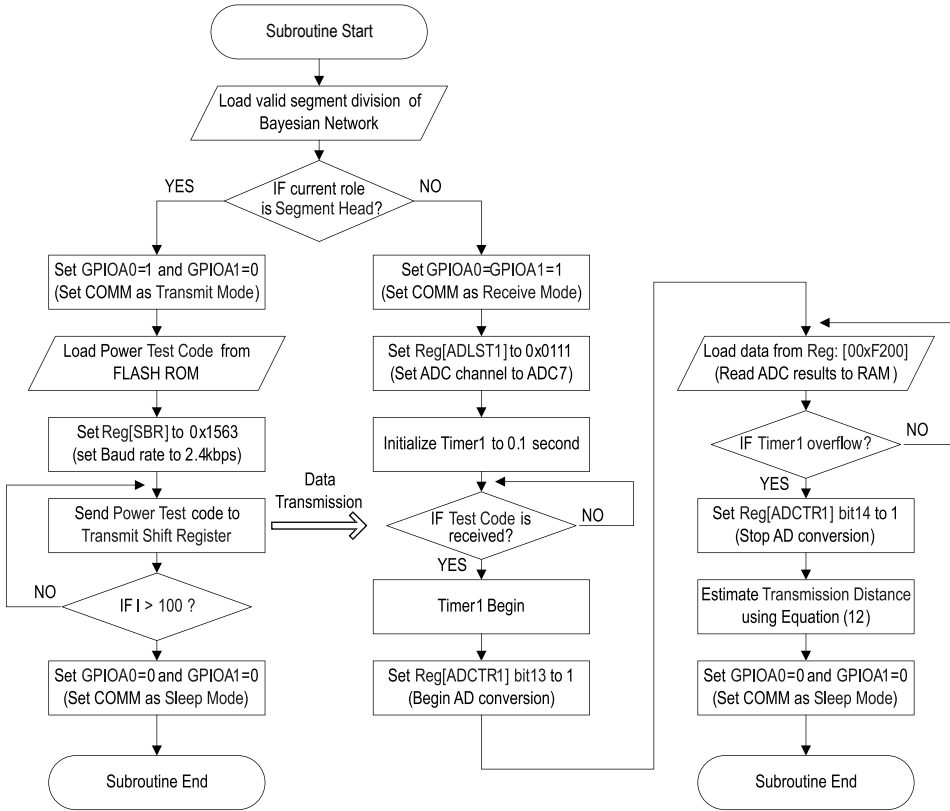 Subroutine Start
Load valid segment division of
Bayesian Network
YES
IF current role
is Segment Head?
NO
Set GPIOA0=1 and GPIOA1=0
(Set COMM as Transmit Mode)
Load Power Test Code from
FLASH ROM
Set Reg[SBR] to 0x1563
(set Baud rate to 2.4kbps)
Send Power Test code to
Transmit Shift Register
NO
IF I > 100 ?
Set GPIOA0=0 and GPIOA1=0
(Set COMM as Sleep Mode)
Subroutine End
Data
Transmission
Set GPIOA0=GPIOA1=1
(Set COMM as Receive Mode)
Set Reg[ADLST1] to 0x0111
(Set ADC channel to ADC7)
Initialize Timer1 to 0.1 second
IF Test Code is
received?
NO
YES
Timer1 Begin
Set Reg[ADCTR1] bit13 to 1
(Begin AD conversion)
Load data from Reg: [00xF200]
(Read ADC results to RAM)
IF Timer1 overflow?
NO
YES
Set Reg[ADCTR1] bit14 to 1
(Stop AD conversion)
Estimate Transmission Distance
using Equation (12)
Set GPIOA0=0 and GPIOA1=0
(Set COMM as Sleep Mode)
Subroutine End